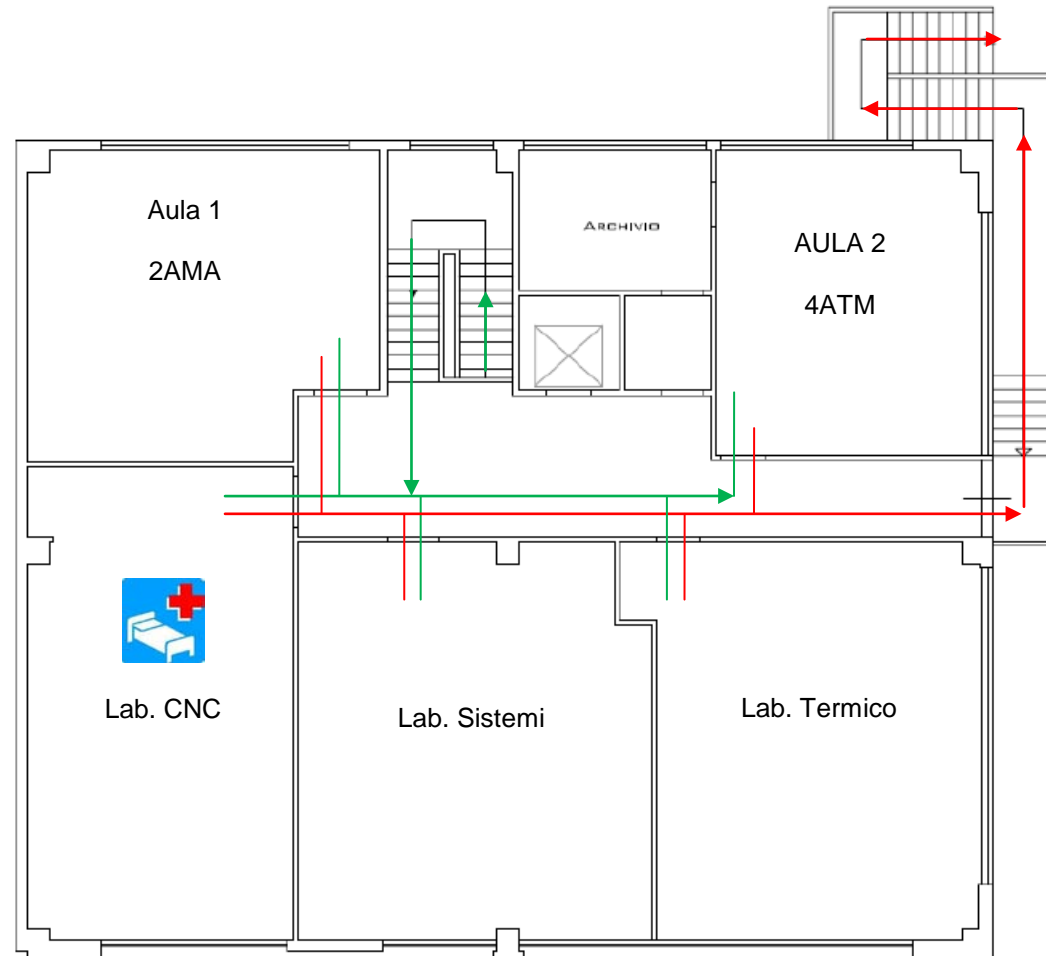 Aula 1
2AMA
ARCHIVIO
AULA 2
4ATM
Lab. CNC
Lab. Sistemi
Lab. Termico